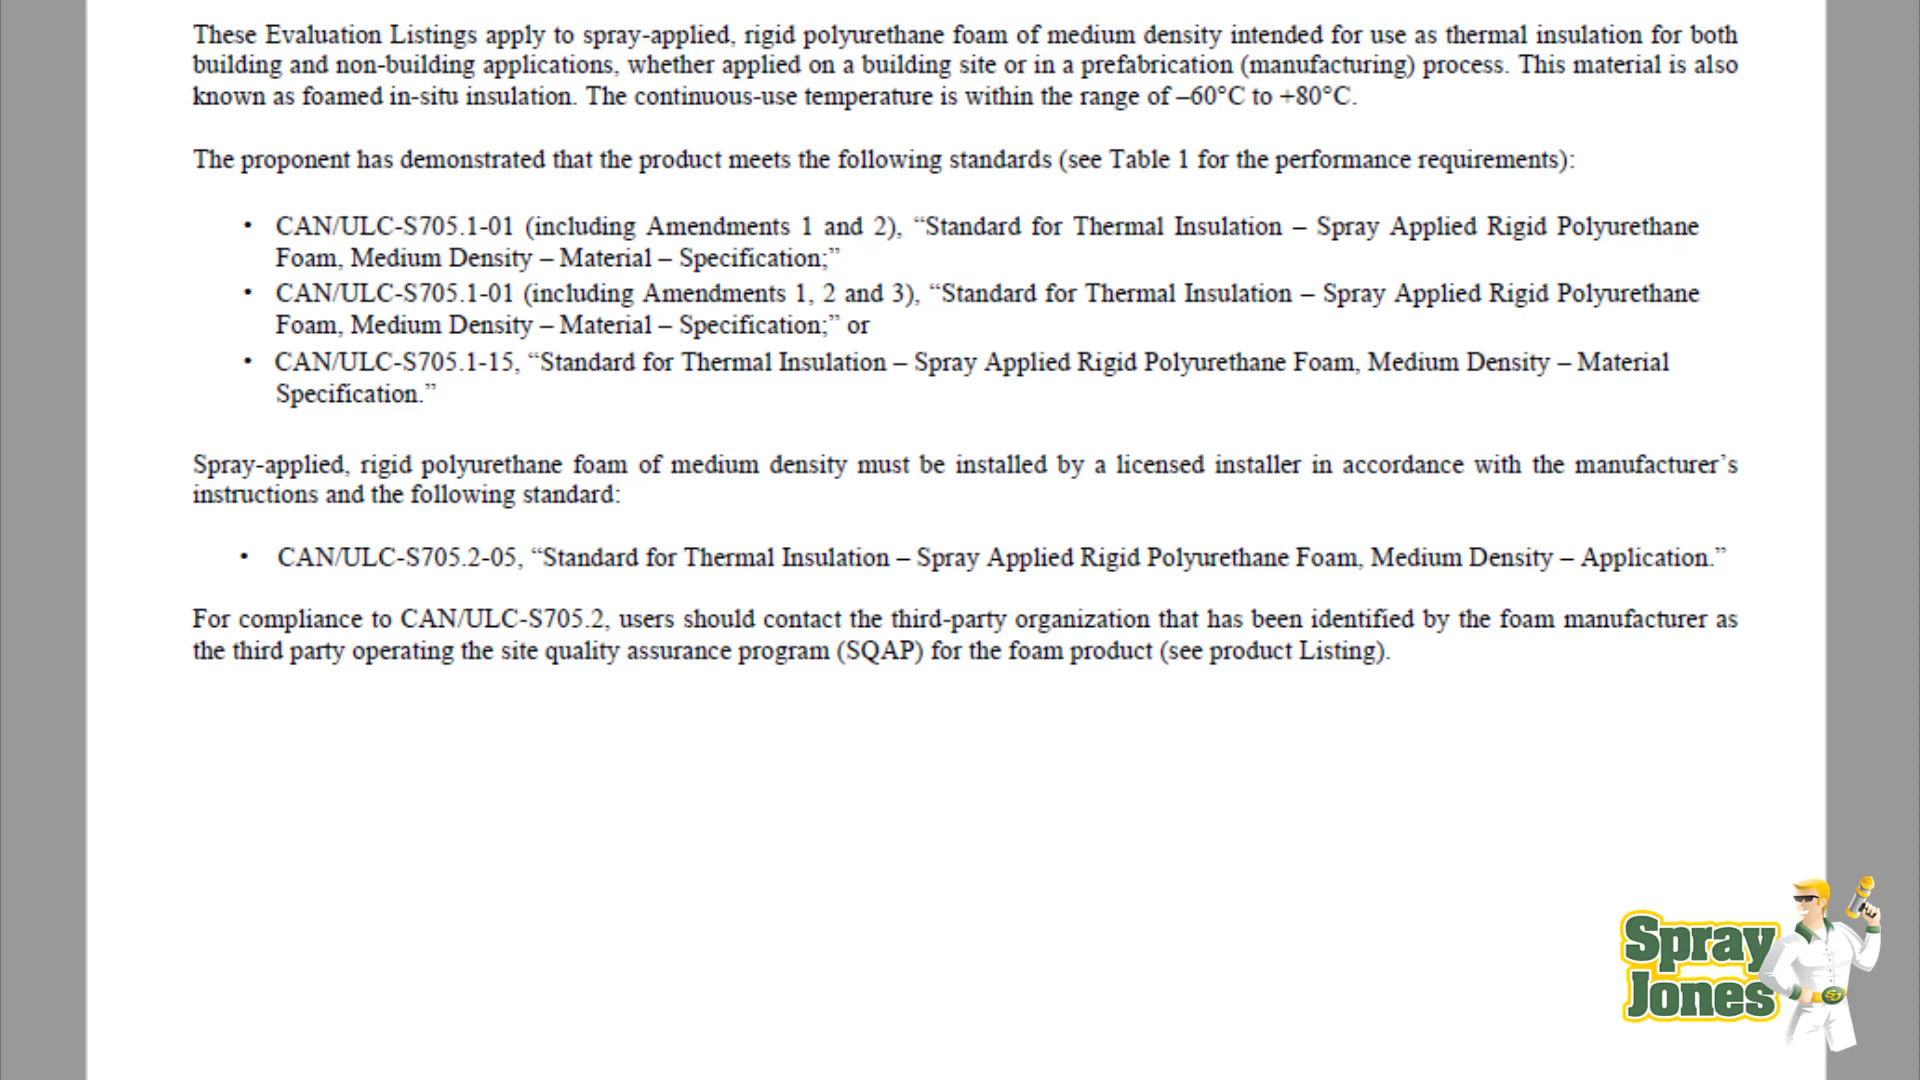 These Evaluation Listings apply to spray-applied, rigid polyurethane foam of medium density intended for use as thermal insulation for both
building and non-building applications, whether applied on a building site or in a prefabrication (manufacturing) process. This material is also
known as foamed in-situ insulation. The continuous-use temperature is within the range of –60°C to +80°C.
The proponent has demonstrated that the product meets the following standards (see Table 1 for the performance requirements):
• CAN/ULC-S705.1-01 (including Amendments 1 and 2), “Standard for Thermal Insulation – Spray Applied Rigid Polyurethane
Foam, Medium Density – Material – Specification;”
• CAN/ULC-S705.1-01 (including Amendments 1, 2 and 3), “Standard for Thermal Insulation – Spray Applied Rigid Polyurethane
Foam, Medium Density – Material – Specification;” or
• CAN/ULC-S705.1-15, “Standard for Thermal Insulation – Spray Applied Rigid Polyurethane Foam, Medium Density – Material
Specification.”
Spray-applied, rigid polyurethane foam of medium density must be installed by a licensed installer in accordance with the manufacturer’s
instructions and the following standard:
• CAN/ULC-S705.2-05, “Standard for Thermal Insulation – Spray Applied Rigid Polyurethane Foam, Medium Density – Application.”
For compliance to CAN/ULC-S705.2, users should contact the third-party organization that has been identified by the foam manufacturer as
the third party operating the site quality assurance program (SQAP) for the foam product (see product Listing).
Spray
Jones
SJ